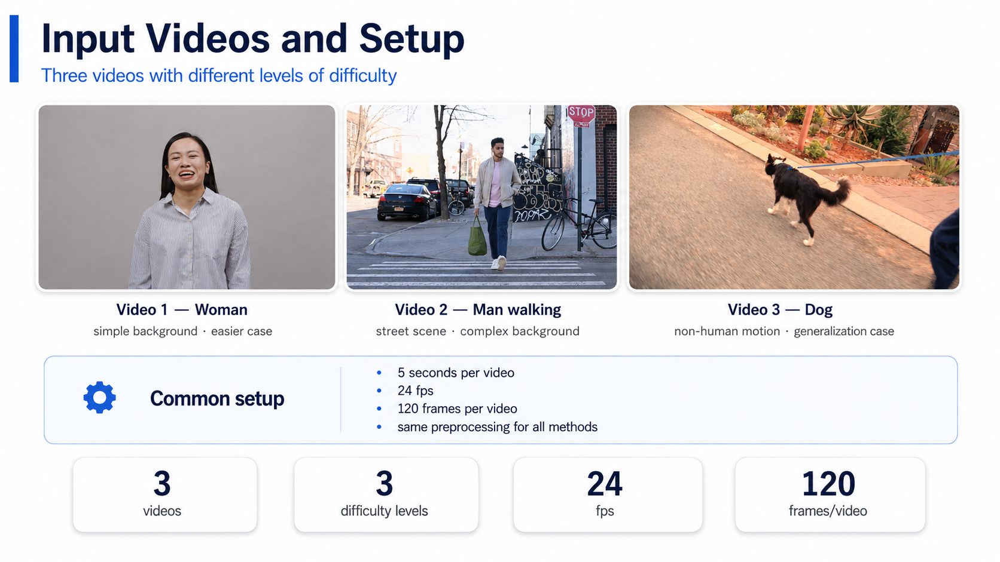 Input Videos and Setup
Three videos with different levels of difficulty
STOP
Video 1 — Woman
simple background · easier case
Video 2 — Man walking
street scene · complex background
Video 3 — Dog
non-human motion · generalization case
Common setup
• 5 seconds per video
• 24 fps
• 120 frames per video
• same preprocessing for all methods
3
videos
3
difficulty levels
24
fps
120
frames/video